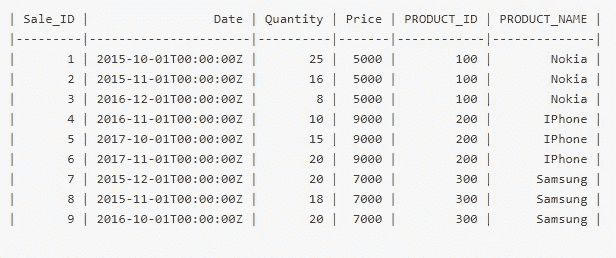 | Sale_ID | Date | Quantity | Price | PRODUCT_ID | PRODUCT_NAME |
|---------|----------------------|----------|-------|------------|--------------|
| 1 | 2015-10-01T00:00:00Z | 25 | 5000 | 100 | Nokia |
| 2 | 2015-11-01T00:00:00Z | 16 | 5000 | 100 | Nokia |
| 3 | 2016-12-01T00:00:00Z | 8 | 5000 | 100 | Nokia |
| 4 | 2016-11-01T00:00:00Z | 10 | 9000 | 200 | IPhone |
| 5 | 2017-10-01T00:00:00Z | 15 | 9000 | 200 | IPhone |
| 6 | 2017-11-01T00:00:00Z | 20 | 9000 | 200 | IPhone |
| 7 | 2015-12-01T00:00:00Z | 20 | 7000 | 300 | Samsung |
| 8 | 2015-11-01T00:00:00Z | 18 | 7000 | 300 | Samsung |
| 9 | 2016-10-01T00:00:00Z | 20 | 7000 | 300 | Samsung |